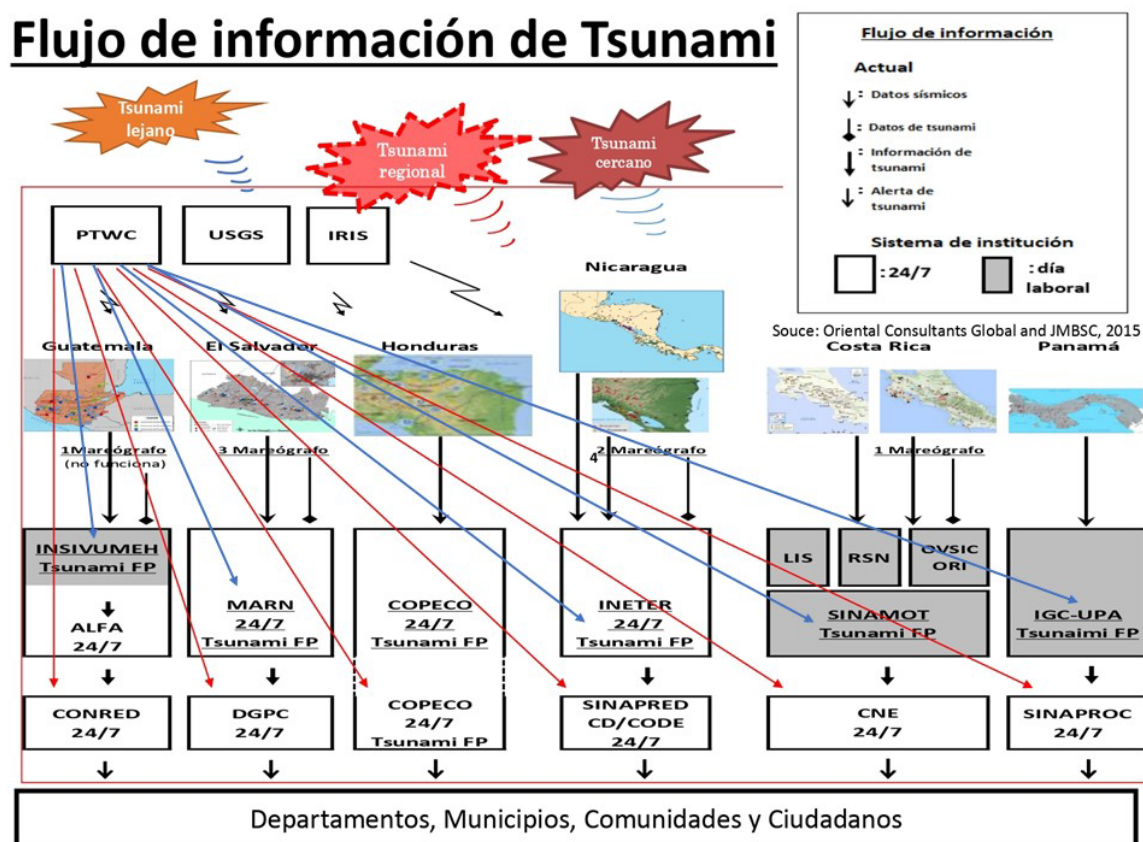 Flujo de información de Tsunami
Flujo de información
Actual
: Datos sísmicos
: Datos de tsunami
: Información de
tsunami
: Alerta de
tsunami
Sistema de institución
: 24/7
: día
laboral
Tsunami
lejano
Tsunami
regional
Tsunami
cercano
PTWC
USGS
IRIS
Souce: Oriental Consultants Global and JMBSC, 2015
Guatemala
El Salvador
Honduras
Nicaragua
Costa Rica
Panamá
1Mareógrafo
(no funciona)
3 Mareógrafo
2 Mareógrafo
4
1 Mareógrafo
INSIVUMEH
Tsunami FP
ALFA
24/7
MARN
24/7
Tsunami FP
COPECO
24/7
Tsunami FP
INETER
24/7
Tsunami FP
LIS
RSN
OVSIC
ORI
SINAMOT
Tsunami FP
IGC-UPA
Tsunaimi FP
CONRED
24/7
DGPC
24/7
COPECO
24/7
Tsunami FP
SINAPRED
CD/CODE
24/7
CNE
24/7
SINAPROC
24/7
Departamentos, Municipios, Comunidades y Ciudadanos